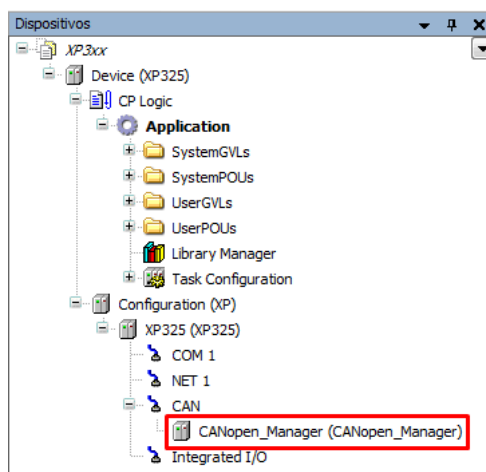 Dispositivos
XP3xx
Device (XP325)
CP Logic
Application
SystemGVLs
SystemPOUs
UserGVLs
UserPOUs
Library Manager
Task Configuration
Configuration (XP)
XP325 (XP325)
COM 1
NET 1
CAN
CANopen_Manager (CANopen_Manager)
Integrated I/O